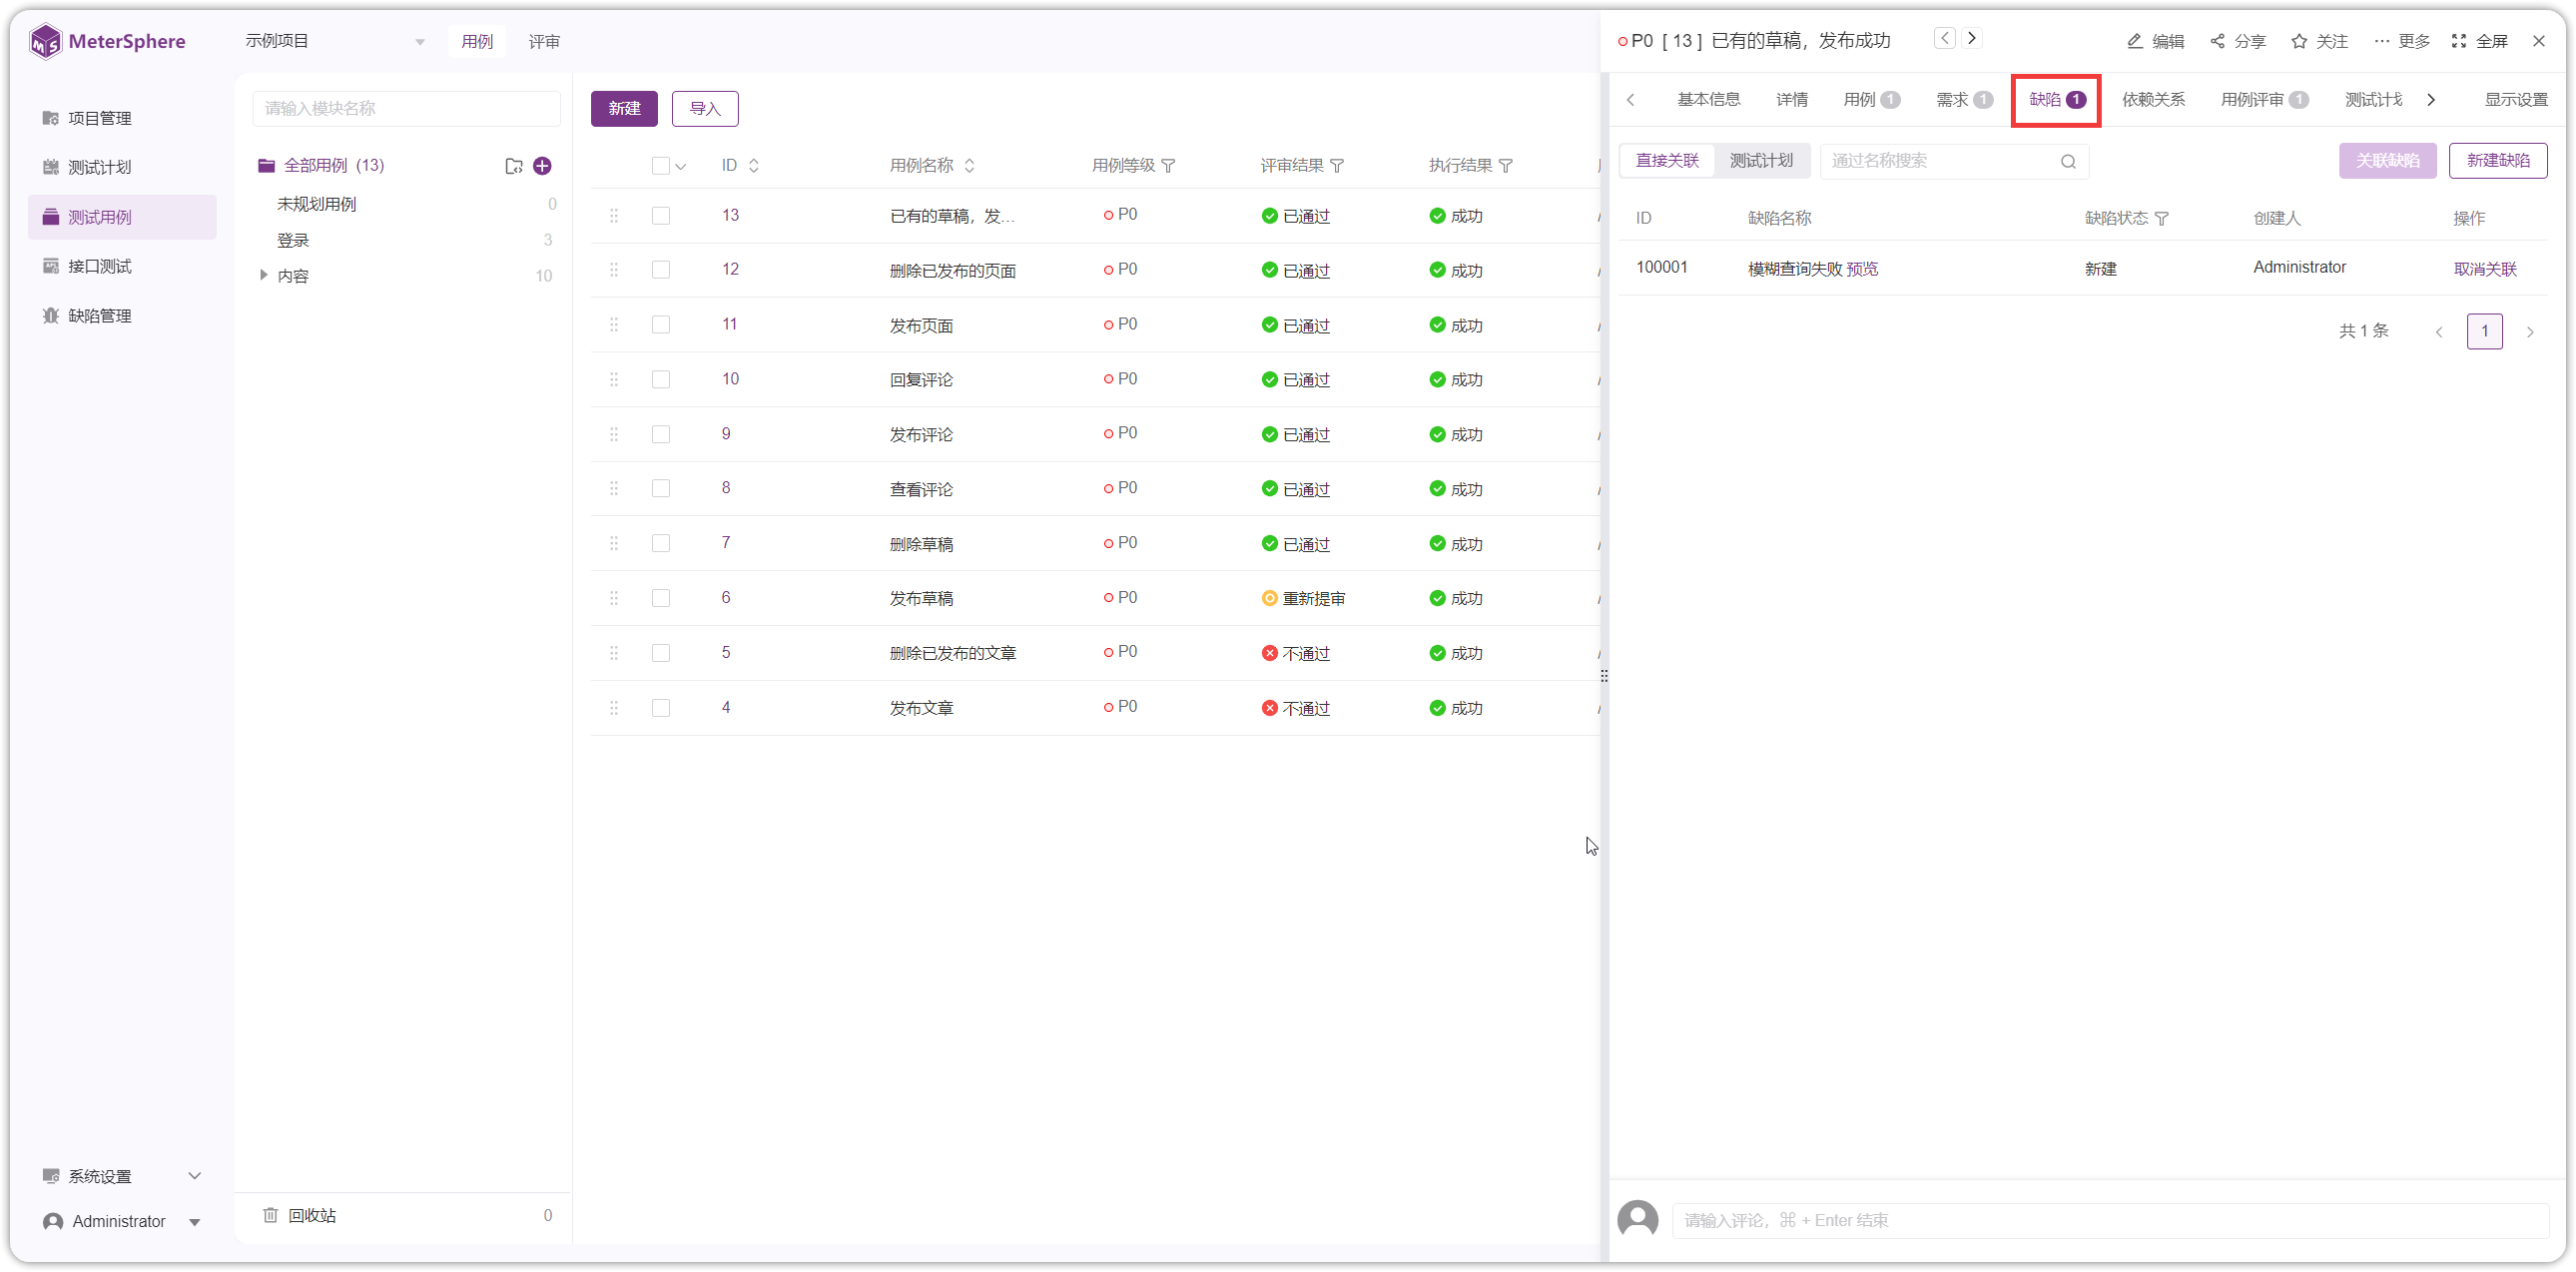 MeterSphere
示例项目
用例
评审
项目管理
测试计划
测试用例
接口测试
缺陷管理
系统设置
Administrator
请输入模块名称
全部用例 (13)
未规划用例 0
登录 3
内容 10
回收站 0
新建
导入
ID 用例名称 用例等级 评审结果 执行结果
13 已有的草稿，发... P0 已通过 成功
12 删除已发布的页面 P0 已通过 成功
11 发布页面 P0 已通过 成功
10 回复评论 P0 已通过 成功
9 发布评论 P0 已通过 成功
8 查看评论 P0 已通过 成功
7 删除草稿 P0 已通过 成功
6 发布草稿 P0 重新提审 成功
5 删除已发布的文章 P0 不通过 成功
4 发布文章 P0 不通过 成功
P0 [ 13 ] 已有的草稿，发布成功
编辑 分享 关注 更多 全屏
基本信息 详情 用例 1 需求 1 缺陷 1 依赖关系 用例评审 1 测试计划 显示设置
直接关联 测试计划 通过名称搜索 关联缺陷 新建缺陷
ID 缺陷名称 缺陷状态 创建人 操作
100001 模糊查询失败 预览 新建 Administrator 取消关联
共 1 条 1
请输入评论，⌘ + Enter 结束